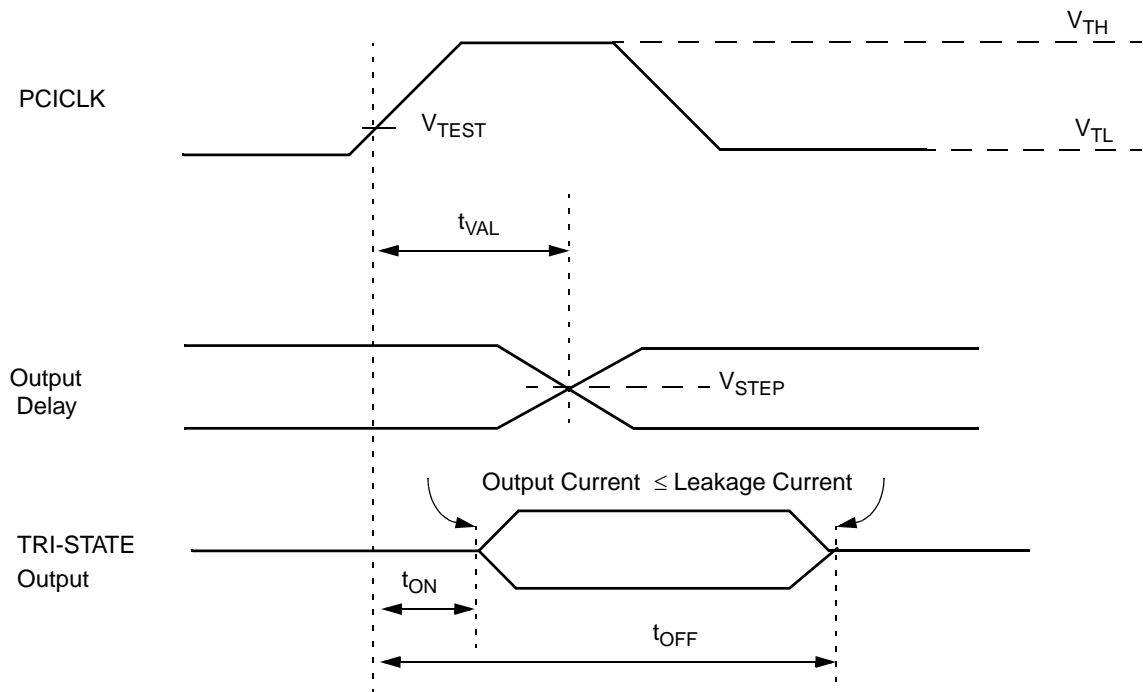 V_TH
PCICLK
V_TEST
V_TL
t_VAL
Output
Delay
V_STEP
Output Current ≤ Leakage Current
TRI-STATE
Output
t_ON
t_OFF